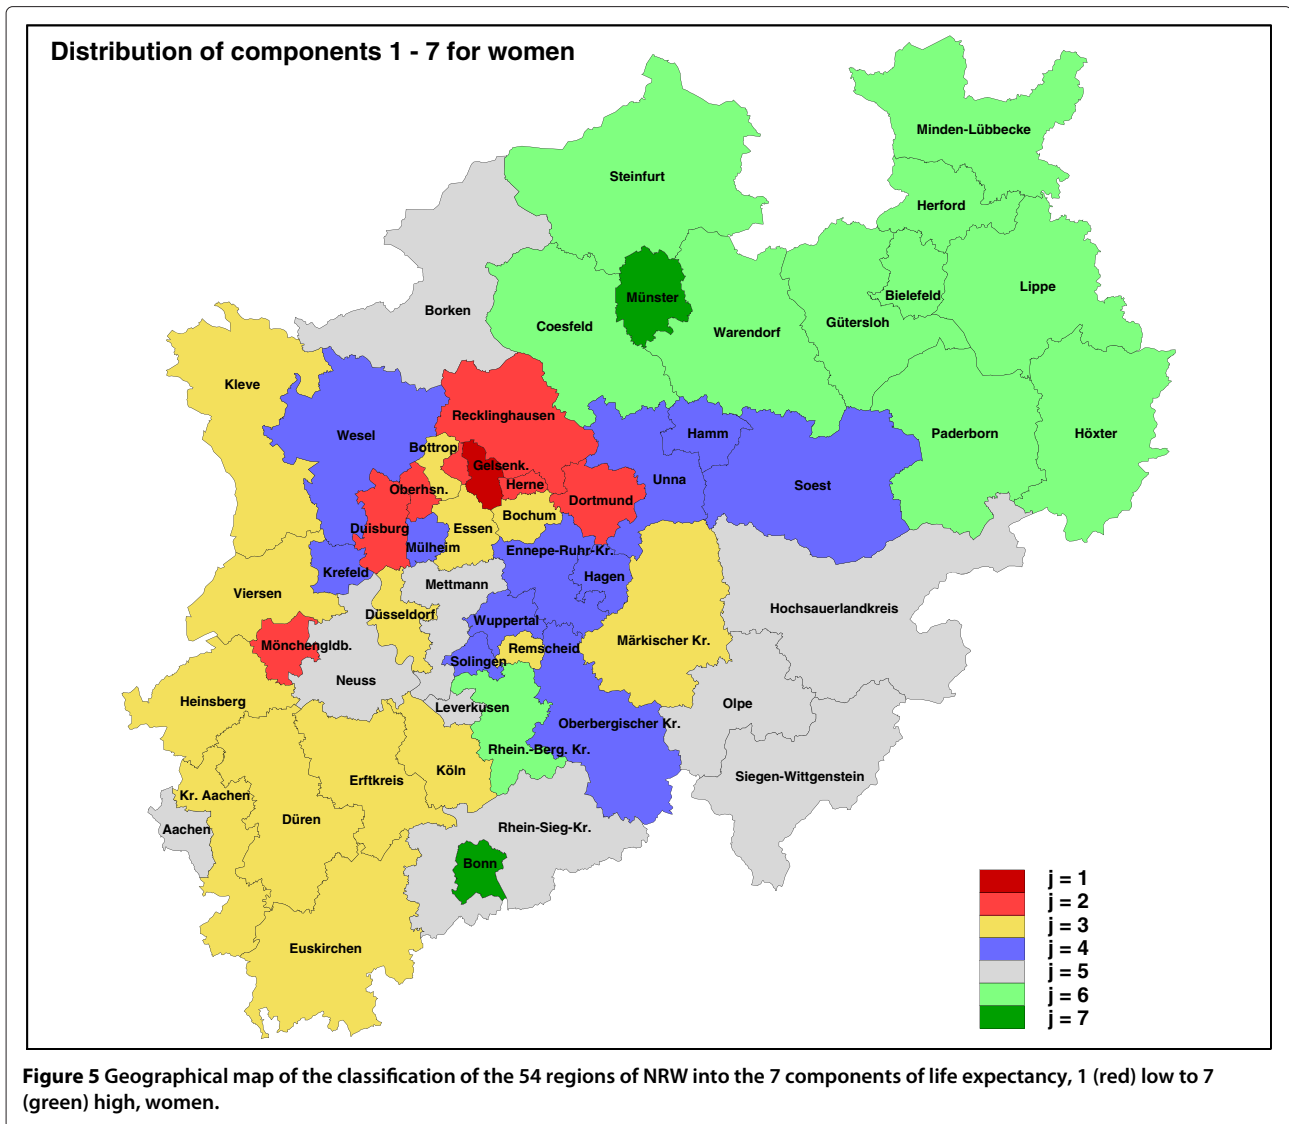 Distribution of components 1 - 7 for women
Minden-Lübbecke
Steinfurt
Herford
Lippe
Bielefeld
Münster
Borken
Coesfeld
Warendorf
Gütersloh
Kleve
Recklinghausen
Wesel
Hamm
Paderborn
Höxter
Bottrop
Gelsenk.
Herne
Unna
Soest
Oberhsn.
Dortmund
Bochum
Duisburg
Essen
Mülheim
Ennepe-Ruhr-Kr.
Krefeld
Hagen
Mettmann
Viersen
Hochsauerlandkreis
Düsseldorf
Wuppertal
Mönchengldb.
Märkischer Kr.
Remscheid
Solingen
Neuss
Heinsberg
Olpe
Leverkusen
Oberbergischer Kr.
Rhein.-Berg. Kr.
Köln
Siegen-Wittgenstein
Erftkreis
Kr. Aachen
Düren
Aachen
Rhein-Sieg-Kr.
Bonn
Euskirchen
j = 1
j = 2
j = 3
j = 4
j = 5
j = 6
j = 7
Figure 5 Geographical map of the classification of the 54 regions of NRW into the 7 components of life expectancy, 1 (red) low to 7
(green) high, women.